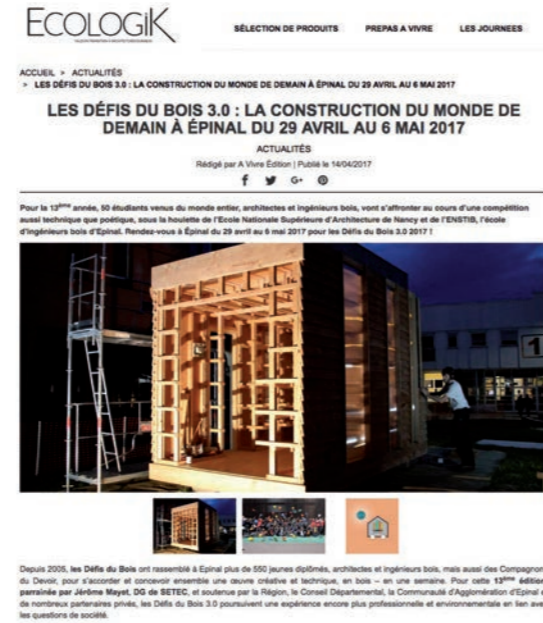 ECOLOGIK
SÉLECTION DE PRODUITS PREPAS A VIVRE LES JOURNEES
ACCUEIL > ACTUALITÉS
> LES DÉFIS DU BOIS 3.0 : LA CONSTRUCTION DU MONDE DE DEMAIN À ÉPINAL DU 29 AVRIL AU 6 MAI 2017
LES DÉFIS DU BOIS 3.0 : LA CONSTRUCTION DU MONDE DE
DEMAIN À ÉPINAL DU 29 AVRIL AU 6 MAI 2017
ACTUALITÉS
Rédigé par A Vivre Édition | Publié le 14/04/2017
Pour la 13ème année, 50 étudiants venus du monde entier, architectes et ingénieurs bois, vont s'affronter au cours d'une compétition
aussi technique que poétique, sous la houlette de l'Ecole Nationale Supérieure d'Architecture de Nancy et de l'ENSTIB, l'école
d'ingénieurs bois d'Epinal. Rendez-vous à Épinal du 29 avril au 6 mai 2017 pour les Défis du Bois 3.0 2017 !
1
Depuis 2005, les Défis du Bois ont rassemblé à Epinal plus de 550 jeunes diplômés, architectes et ingénieurs bois, mais aussi des Compagnon
du Devoir, pour s'accorder et concevoir ensemble une œuvre créative et technique, en bois – en une semaine. Pour cette 13ème édition
parrainée par Jérôme Mayet, DG de SETEC, et soutenue par la Région, le Conseil Départemental, la Communauté d'Agglomération d'Epinal e
de nombreux partenaires privés, les Défis du Bois 3.0 poursuivent une expérience encore plus professionnelle et environnementale en lien ave
les questions de société.